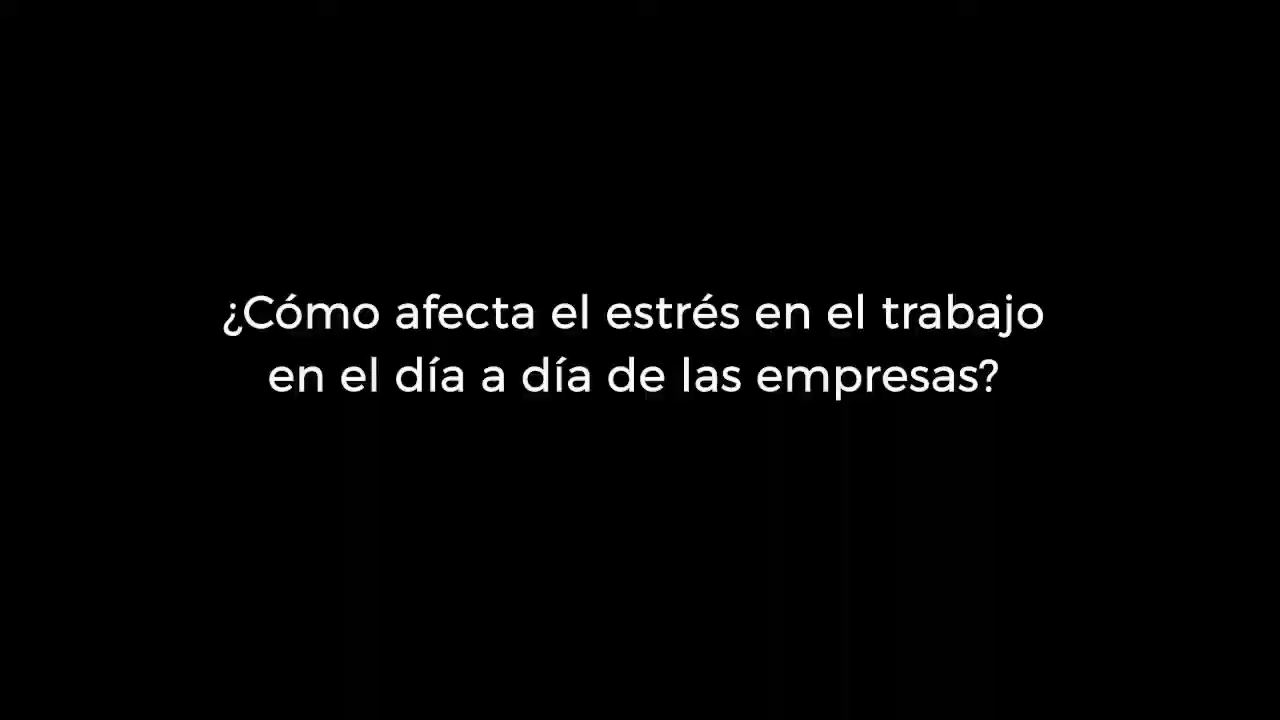 ¿Cómo afecta el estrés en el trabajo
en el día a día de las empresas?